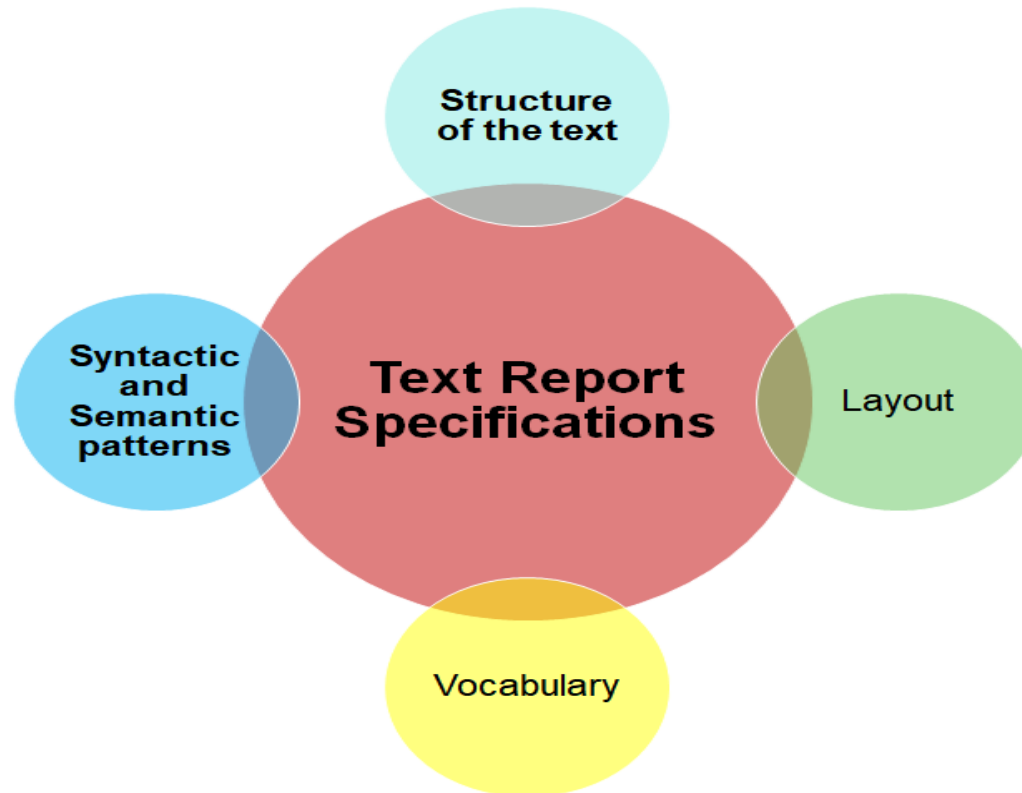 Structure
of the text
Syntactic
and
Semantic
patterns
Text Report
Specifications
Layout
Vocabulary